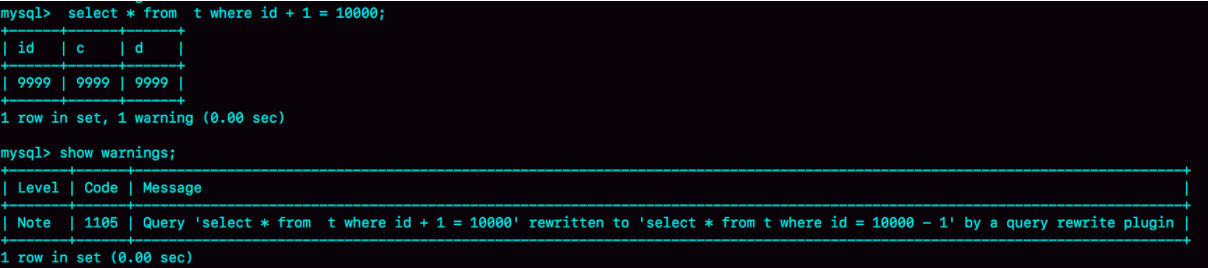 mysql>  select * from  t where id + 1 = 10000;
+------+------+------+
| id   | c    | d    |
+------+------+------+
| 9999 | 9999 | 9999 |
+------+------+------+
1 row in set, 1 warning (0.00 sec)
mysql> show warnings;
+-------+------+------------------------------------------------------------------------------------------------------------------------------+
| Level | Code | Message                                                                                                                      |
+-------+------+------------------------------------------------------------------------------------------------------------------------------+
| Note  | 1105 | Query 'select * from  t where id + 1 = 10000' rewritten to 'select * from t where id = 10000 - 1' by a query rewrite plugin |
+-------+------+------------------------------------------------------------------------------------------------------------------------------+
1 row in set (0.00 sec)